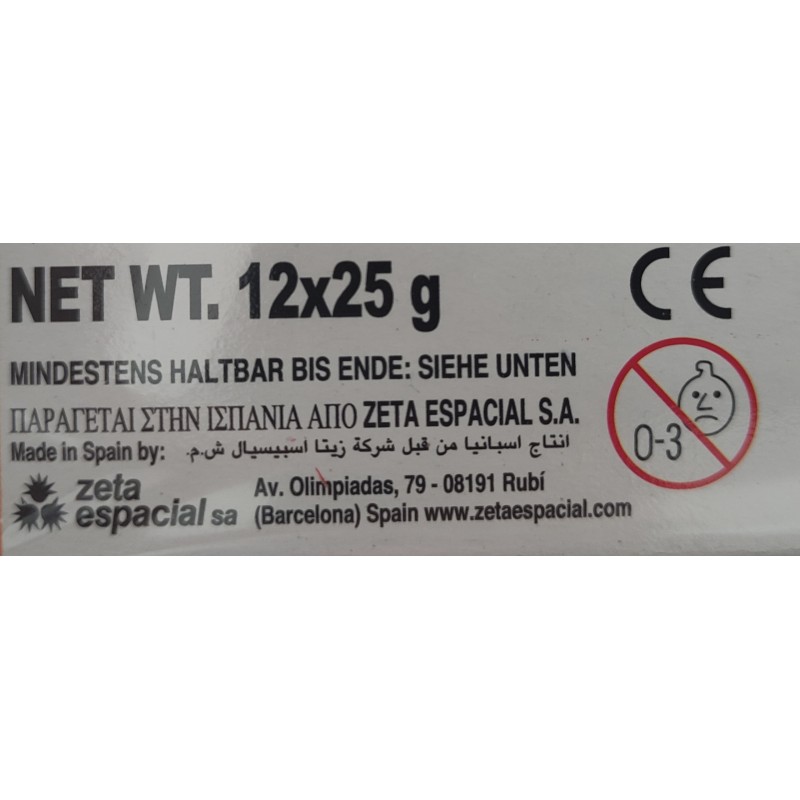 NET WT. 12x25 g
CE
MINDESTENS HALTBAR BIS ENDE: SIEHE UNTEN
ΠΑΡΑΓΕΤΑΙ ΣΤΗΝ ΙΣΠΑΝΙΑ ΑΠΟ ZETA ESPACIAL S.A.
0-3
Made in Spain by: انتاج اسبانيا من قبل شركة زيتا أسبيسيال ش.م.
zeta espacial sa
Av. Olimpiadas, 79 - 08191 Rubí
(Barcelona) Spain www.zetaespacial.com